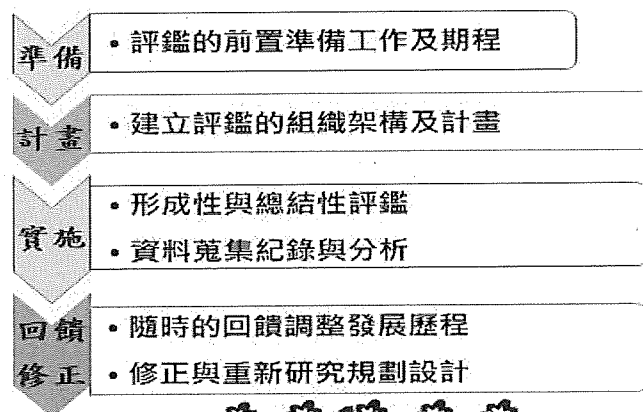 準備
• 評鑑的前置準備工作及期程
計畫
• 建立評鑑的組織架構及計畫
實施
• 形成性與總結性評鑑
• 資料蒐集紀錄與分析
回饋
修正
• 隨時的回饋調整發展歷程
• 修正與重新研究規劃設計